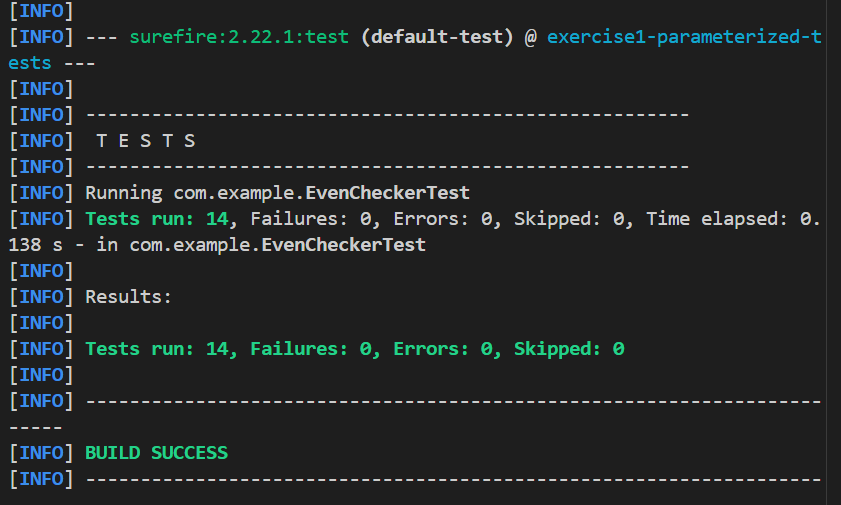 [INFO]
[INFO] --- surefire:2.22.1:test (default-test) @ exercise1-parameterized-t
ests ---
[INFO]
[INFO] -------------------------------------------------------
[INFO]  T E S T S
[INFO] -------------------------------------------------------
[INFO] Running com.example.EvenCheckerTest
[INFO] Tests run: 14, Failures: 0, Errors: 0, Skipped: 0, Time elapsed: 0.
138 s - in com.example.EvenCheckerTest
[INFO]
[INFO] Results:
[INFO]
[INFO] Tests run: 14, Failures: 0, Errors: 0, Skipped: 0
[INFO]
[INFO] -------------------------------------------------------------------
-----
[INFO] BUILD SUCCESS
[INFO] -------------------------------------------------------------------